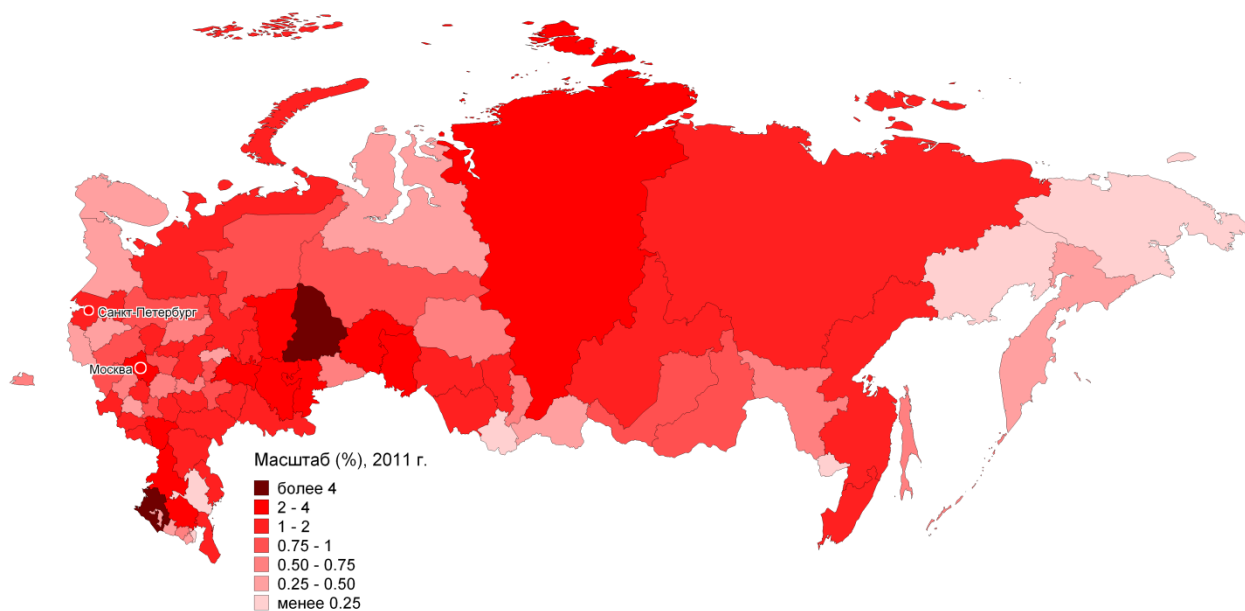 Санкт-Петербург
Москва
Масштаб (%), 2011 г.
более 4
2 - 4
1 - 2
0.75 - 1
0.50 - 0.75
0.25 - 0.50
менее 0.25